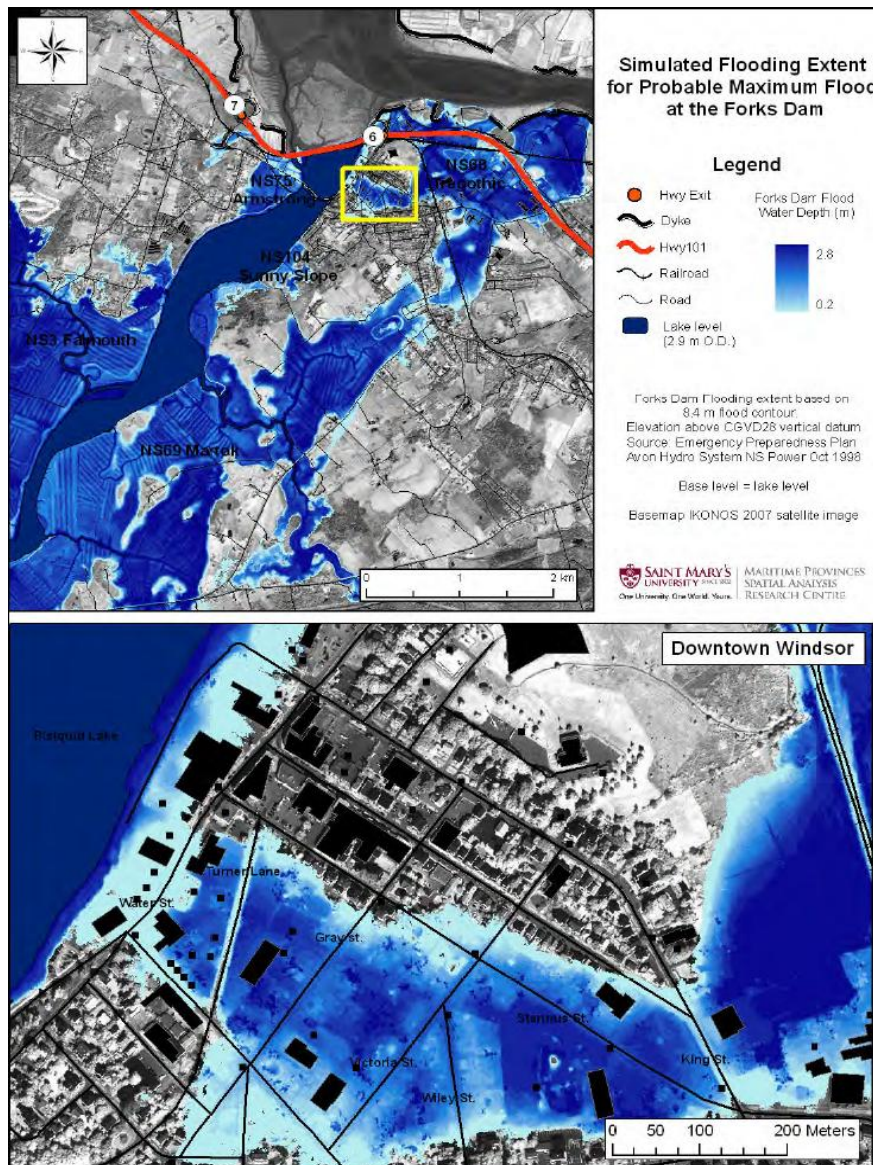 Simulated Flooding Extent
for Probable Maximum Flood
at the Forks Dam
Legend
Hwy Exit
Dyke
Hwy101
Railroad
Road
Lake level
(2.9 m O.D.)
Forks Dam Flood
Water Depth (m)
2.8
0.2
Forks Dam Flooding extent based on
8.4 m flood contour.
Elevation above CGVD28 vertical datum
Source: Emergency Preparedness Plan
Avon Hydro System NS Power Oct 1998
Base level = lake level
Basemap IKONOS 2007 satellite image
SAINT MARY'S
UNIVERSITY SINCE 1802
One University. One World. Yours.
MARITIME PROVINCES
SPATIAL ANALYSIS
RESEARCH CENTRE
7
6
NS75
Armstrong
NS68
Tregothic
NS104
Sunny Slope
NS3 Falmouth
NS69 Martok
0 1 2 km
Downtown Windsor
Pisiquid Lake
Turner Lane
Water St.
Gray st.
Stannus St.
Victoria St.
King St.
Wiley St.
0 50 100 200 Meters